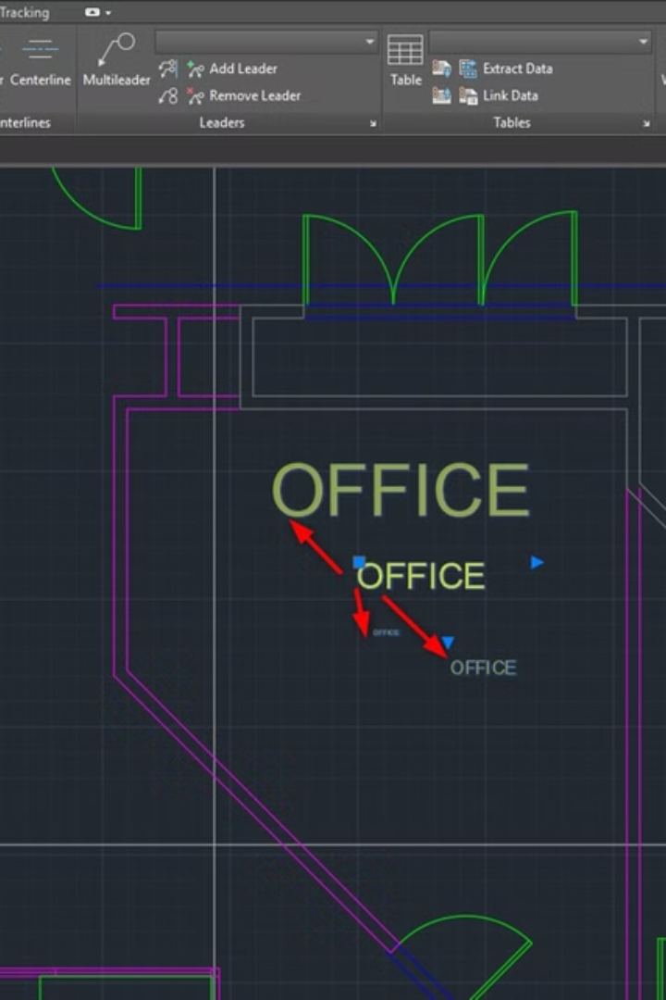 Tracking
Centerline
Multileader
Add Leader
Remove Leader
Table
Extract Data
Link Data
nterlines
Leaders
Tables
OFFICE
OFFICE
OFFICE
OFFICE